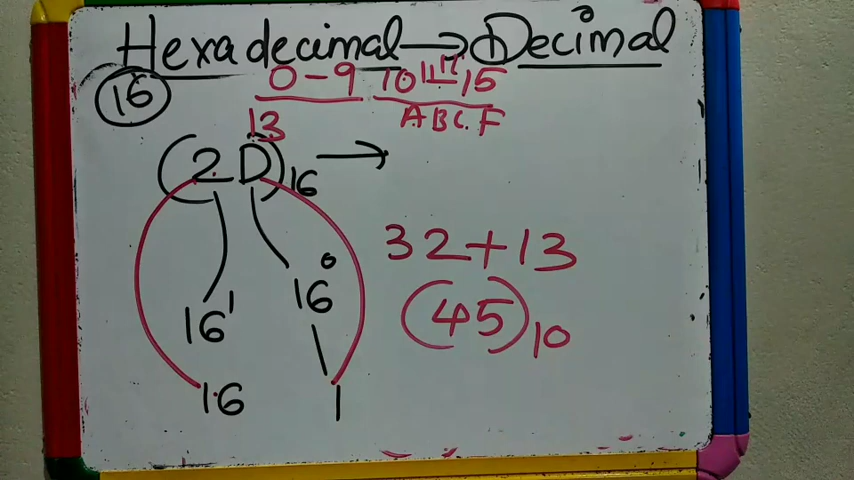 Hexadecimal → Decimal
16 0-9 10 11 12 15
A B C F
13
(2D)16 →
32+13
16¹ 16⁰
(45)10
16 1